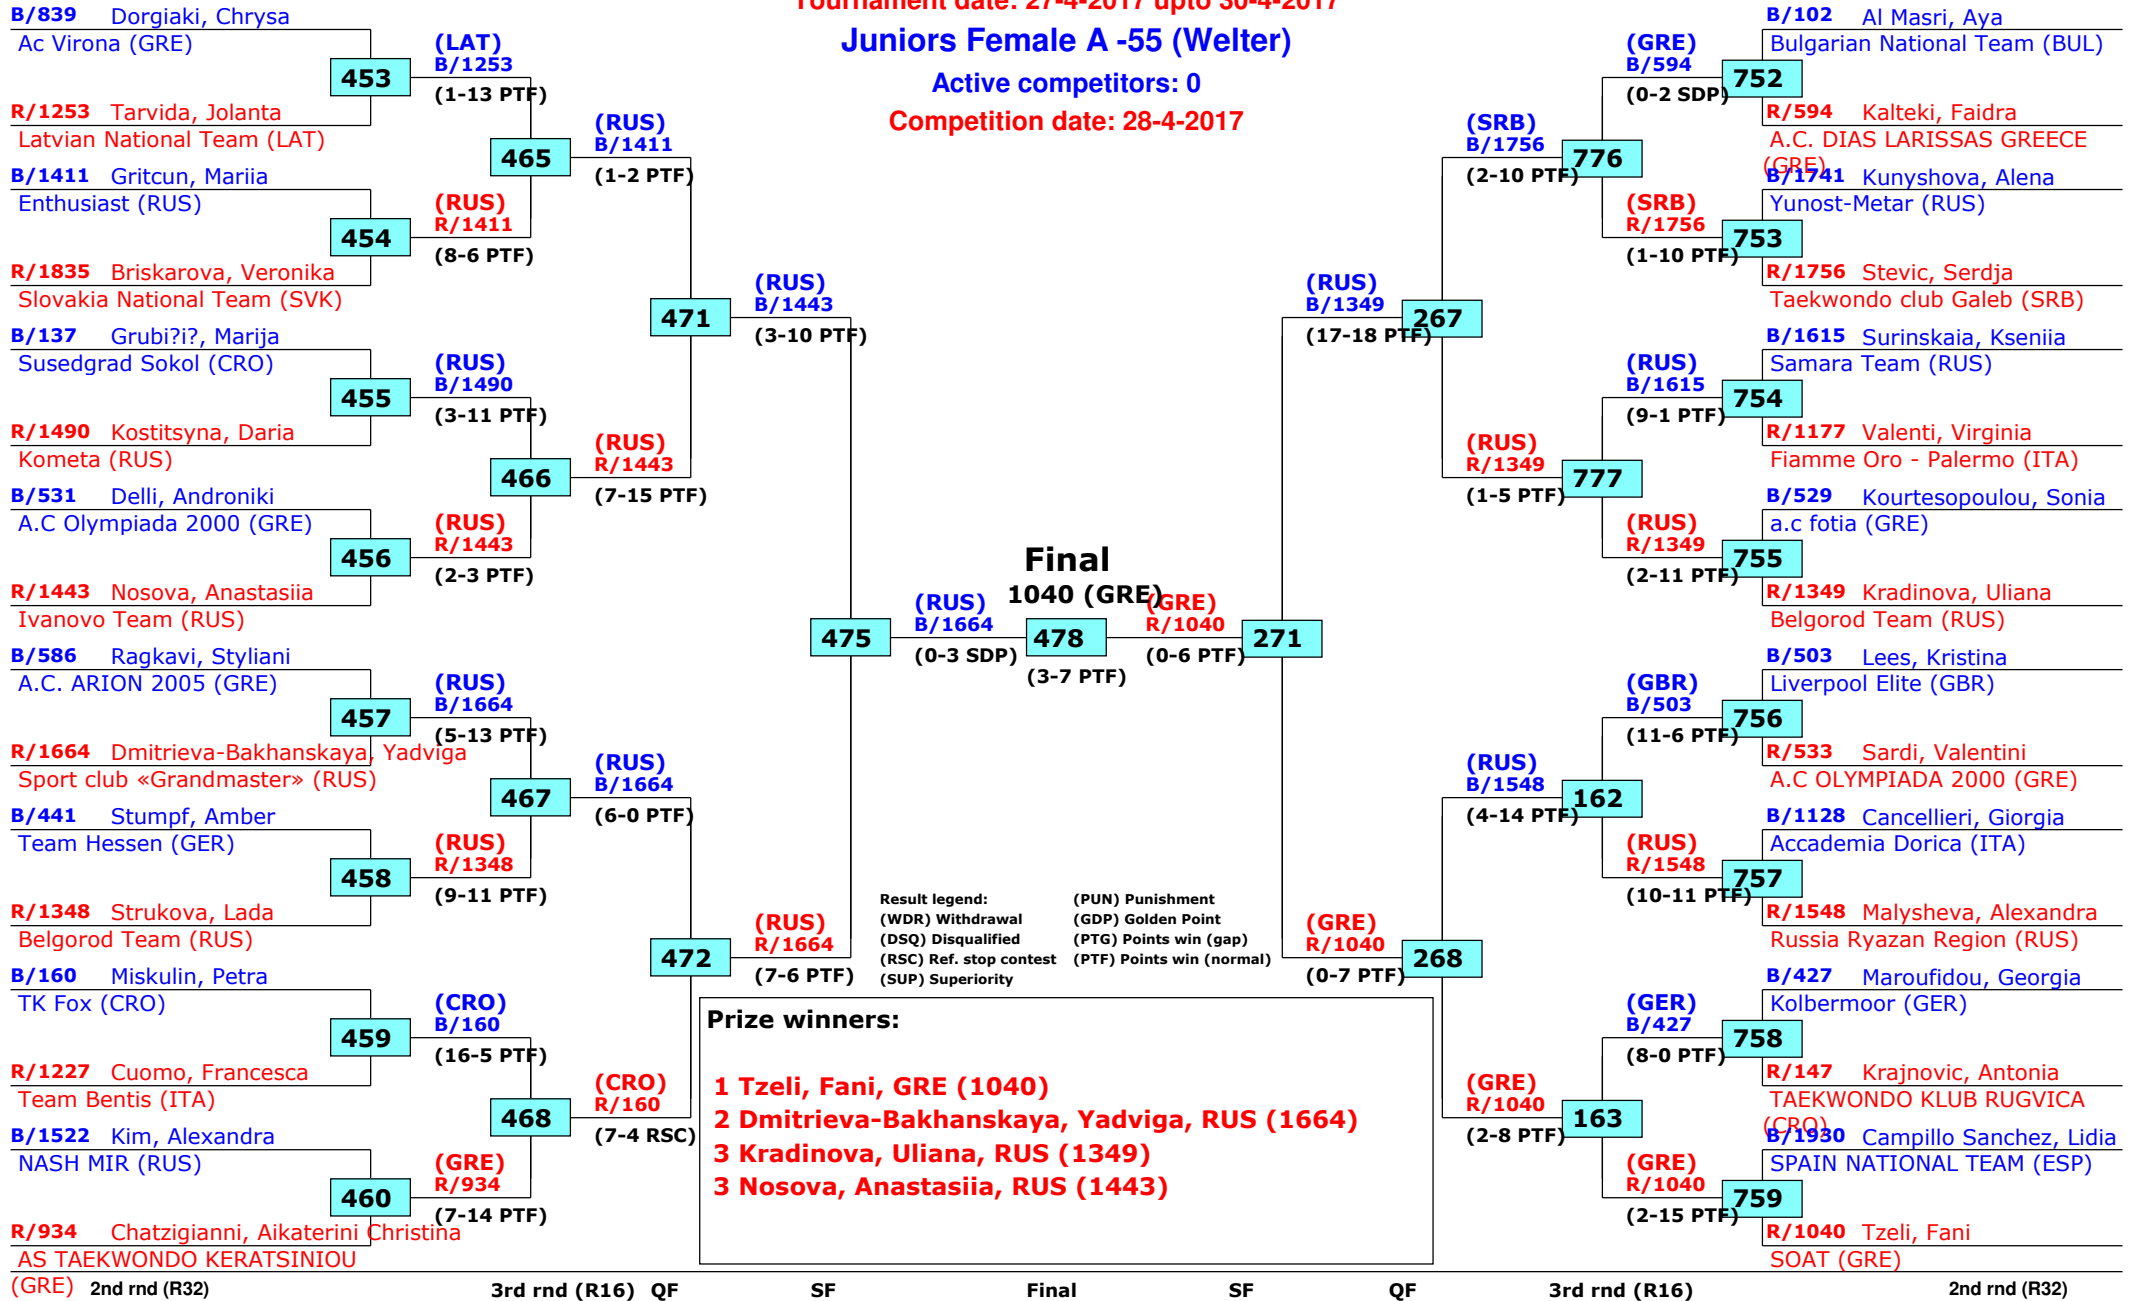 Tournament date: 27-4-2017 upto 30-4-2017
Juniors Female A -55 (Welter)
Active competitors: 0
Competition date: 28-4-2017
B/839 Dorgiaki, Chrysa
Ac Virona (GRE)
453
R/1253 Tarvida, Jolanta
Latvian National Team (LAT)
B/1411 Gritcun, Mariia
Enthusiast (RUS)
454
R/1835 Briskarova, Veronika
Slovakia National Team (SVK)
B/137 Grubi?i?, Marija
Susedgrad Sokol (CRO)
455
R/1490 Kostitsyna, Daria
Kometa (RUS)
B/531 Delli, Androniki
A.C Olympiada 2000 (GRE)
456
R/1443 Nosova, Anastasiia
Ivanovo Team (RUS)
B/586 Ragkavi, Styliani
A.C. ARION 2005 (GRE)
457
R/1664 Dmitrieva-Bakhanskaya, Yadviga
Sport club «Grandmaster» (RUS)
B/441 Stumpf, Amber
Team Hessen (GER)
458
R/1348 Strukova, Lada
Belgorod Team (RUS)
B/160 Miskulin, Petra
TK Fox (CRO)
459
R/1227 Cuomo, Francesca
Team Bentis (ITA)
B/1522 Kim, Alexandra
NASH MIR (RUS)
460
R/934 Chatzigianni, Aikaterini Christina
AS TAEKWONDO KERATSINIOU
(GRE)
(LAT)
B/1253
(1-13 PTF)
465
(RUS)
R/1411
(8-6 PTF)
(RUS)
B/1490
(3-11 PTF)
466
(RUS)
R/1443
(2-3 PTF)
(RUS)
B/1664
(5-13 PTF)
467
(RUS)
R/1348
(9-11 PTF)
(CRO)
B/160
(16-5 PTF)
468
(GRE)
R/934
(7-14 PTF)
(RUS)
B/1411
(1-2 PTF)
471
(RUS)
R/1443
(7-15 PTF)
(RUS)
B/1664
(6-0 PTF)
472
(CRO)
R/160
(7-4 RSC)
(RUS)
B/1443
(3-10 PTF)
475
(RUS)
R/1664
(7-6 PTF)
Final
1040 (GRE)
(RUS)
B/1664
(0-3 SDP)
478
(3-7 PTF)
(GRE)
R/1040
(0-6 PTF)
271
(RUS)
B/1349
(17-18 PTF)
267
(GRE)
R/1040
(0-7 PTF)
268
(SRB)
B/1756
(2-10 PTF)
776
(RUS)
R/1349
(1-5 PTF)
777
(RUS)
B/1548
(4-14 PTF)
162
(GRE)
R/1040
(2-8 PTF)
163
(GRE)
B/594
(0-2 SDP)
752
(SRB)
R/1756
(1-10 PTF)
753
(RUS)
B/1615
(9-1 PTF)
754
(RUS)
R/1349
(2-11 PTF)
755
(GBR)
B/503
(11-6 PTF)
756
(RUS)
R/1548
(10-11 PTF)
757
(GER)
B/427
(8-0 PTF)
758
(GRE)
R/1040
(2-15 PTF)
759
B/102 Al Masri, Aya
Bulgarian National Team (BUL)
R/594 Kalteki, Faidra
A.C. DIAS LARISSAS GREECE
(GRE)
B/1741 Kunyshova, Alena
Yunost-Metar (RUS)
R/1756 Stevic, Serdja
Taekwondo club Galeb (SRB)
B/1615 Surinskaia, Kseniia
Samara Team (RUS)
R/1177 Valenti, Virginia
Fiamme Oro - Palermo (ITA)
B/529 Kourtesopoulou, Sonia
a.c fotia (GRE)
R/1349 Kradinova, Uliana
Belgorod Team (RUS)
B/503 Lees, Kristina
Liverpool Elite (GBR)
R/533 Sardi, Valentini
A.C OLYMPIADA 2000 (GRE)
B/1128 Cancellieri, Giorgia
Accademia Dorica (ITA)
R/1548 Malysheva, Alexandra
Russia Ryazan Region (RUS)
B/427 Maroufidou, Georgia
Kolbermoor (GER)
R/147 Krajnovic, Antonia
TAEKWONDO KLUB RUGVICA
(CRO)
B/1930 Campillo Sanchez, Lidia
SPAIN NATIONAL TEAM (ESP)
R/1040 Tzeli, Fani
SOAT (GRE)
Result legend:
(WDR) Withdrawal
(DSQ) Disqualified
(RSC) Ref. stop contest
(SUP) Superiority
(PUN) Punishment
(GDP) Golden Point
(PTG) Points win (gap)
(PTF) Points win (normal)
Prize winners:
1 Tzeli, Fani, GRE (1040)
2 Dmitrieva-Bakhanskaya, Yadviga, RUS (1664)
3 Kradinova, Uliana, RUS (1349)
3 Nosova, Anastasiia, RUS (1443)
2nd rnd (R32) 3rd rnd (R16) QF SF Final SF QF 3rd rnd (R16) 2nd rnd (R32)